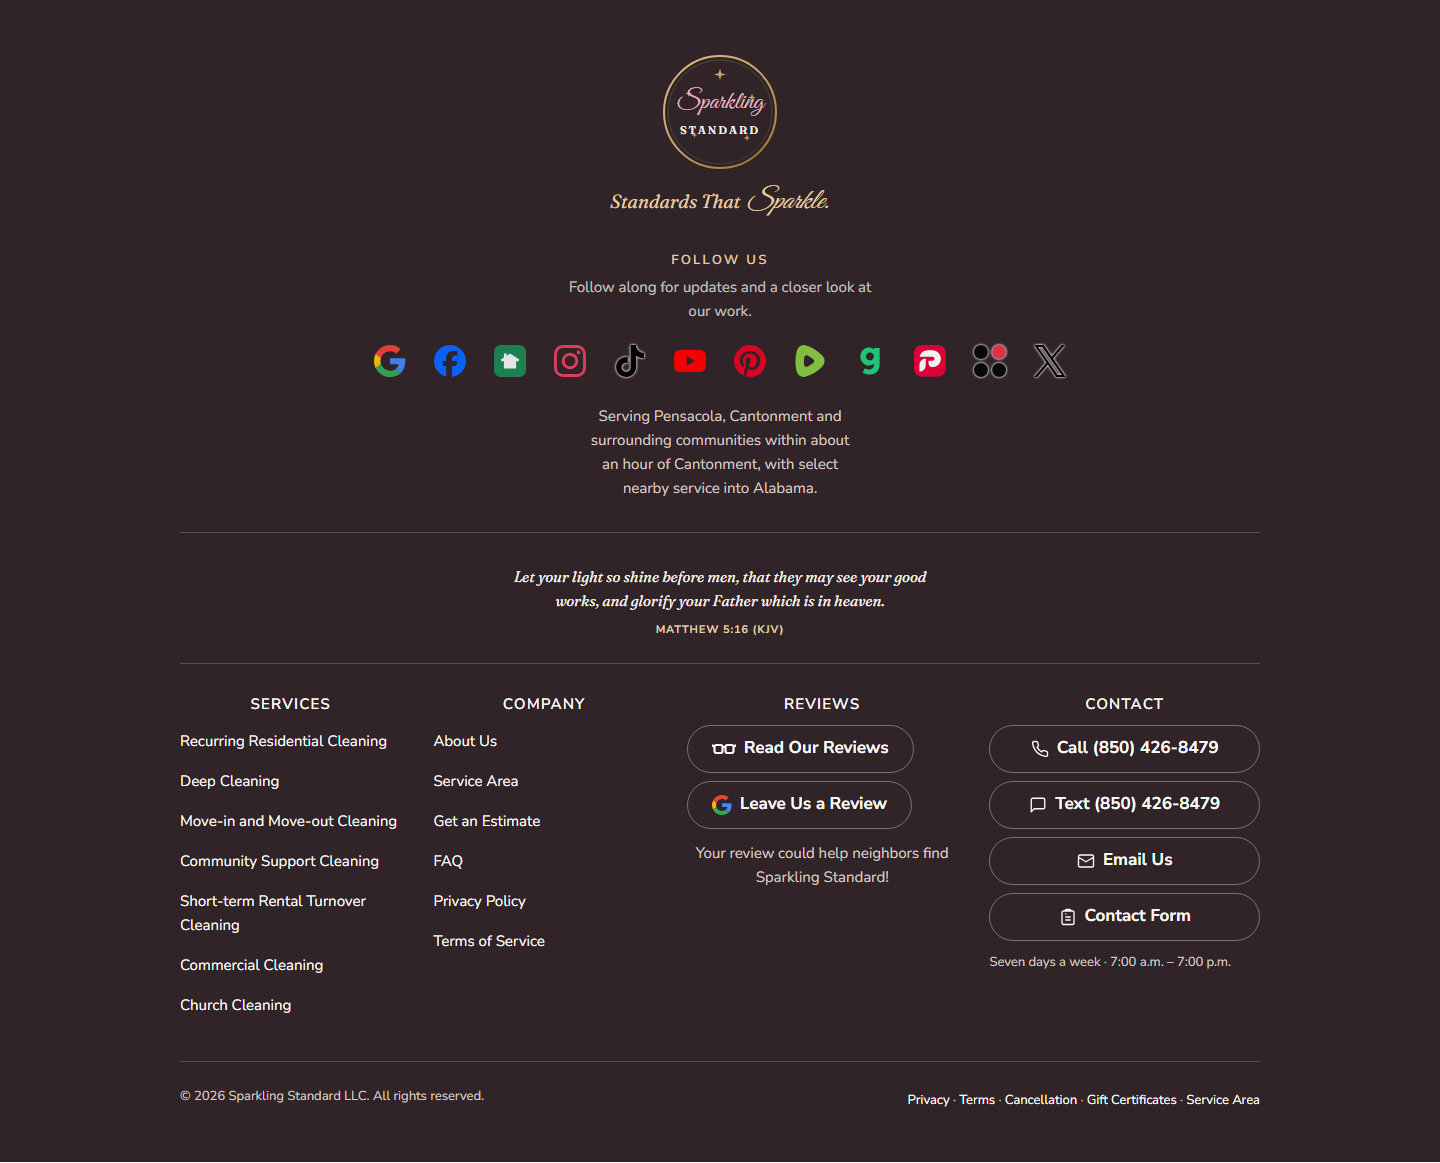 Sparkling
STANDARD
Standards That Sparkle.
FOLLOW US
Follow along for updates and a closer look at
our work.
Serving Pensacola, Cantonment and
surrounding communities within about
an hour of Cantonment, with select
nearby service into Alabama.
Let your light so shine before men, that they may see your good
works, and glorify your Father which is in heaven.
MATTHEW 5:16 (KJV)
SERVICES
Recurring Residential Cleaning
Deep Cleaning
Move-in and Move-out Cleaning
Community Support Cleaning
Short-term Rental Turnover
Cleaning
Commercial Cleaning
Church Cleaning
COMPANY
About Us
Service Area
Get an Estimate
FAQ
Privacy Policy
Terms of Service
REVIEWS
Read Our Reviews
Leave Us a Review
Your review could help neighbors find
Sparkling Standard!
CONTACT
Call (850) 426-8479
Text (850) 426-8479
Email Us
Contact Form
Seven days a week · 7:00 a.m. – 7:00 p.m.
© 2026 Sparkling Standard LLC. All rights reserved.
Privacy · Terms · Cancellation · Gift Certificates · Service Area